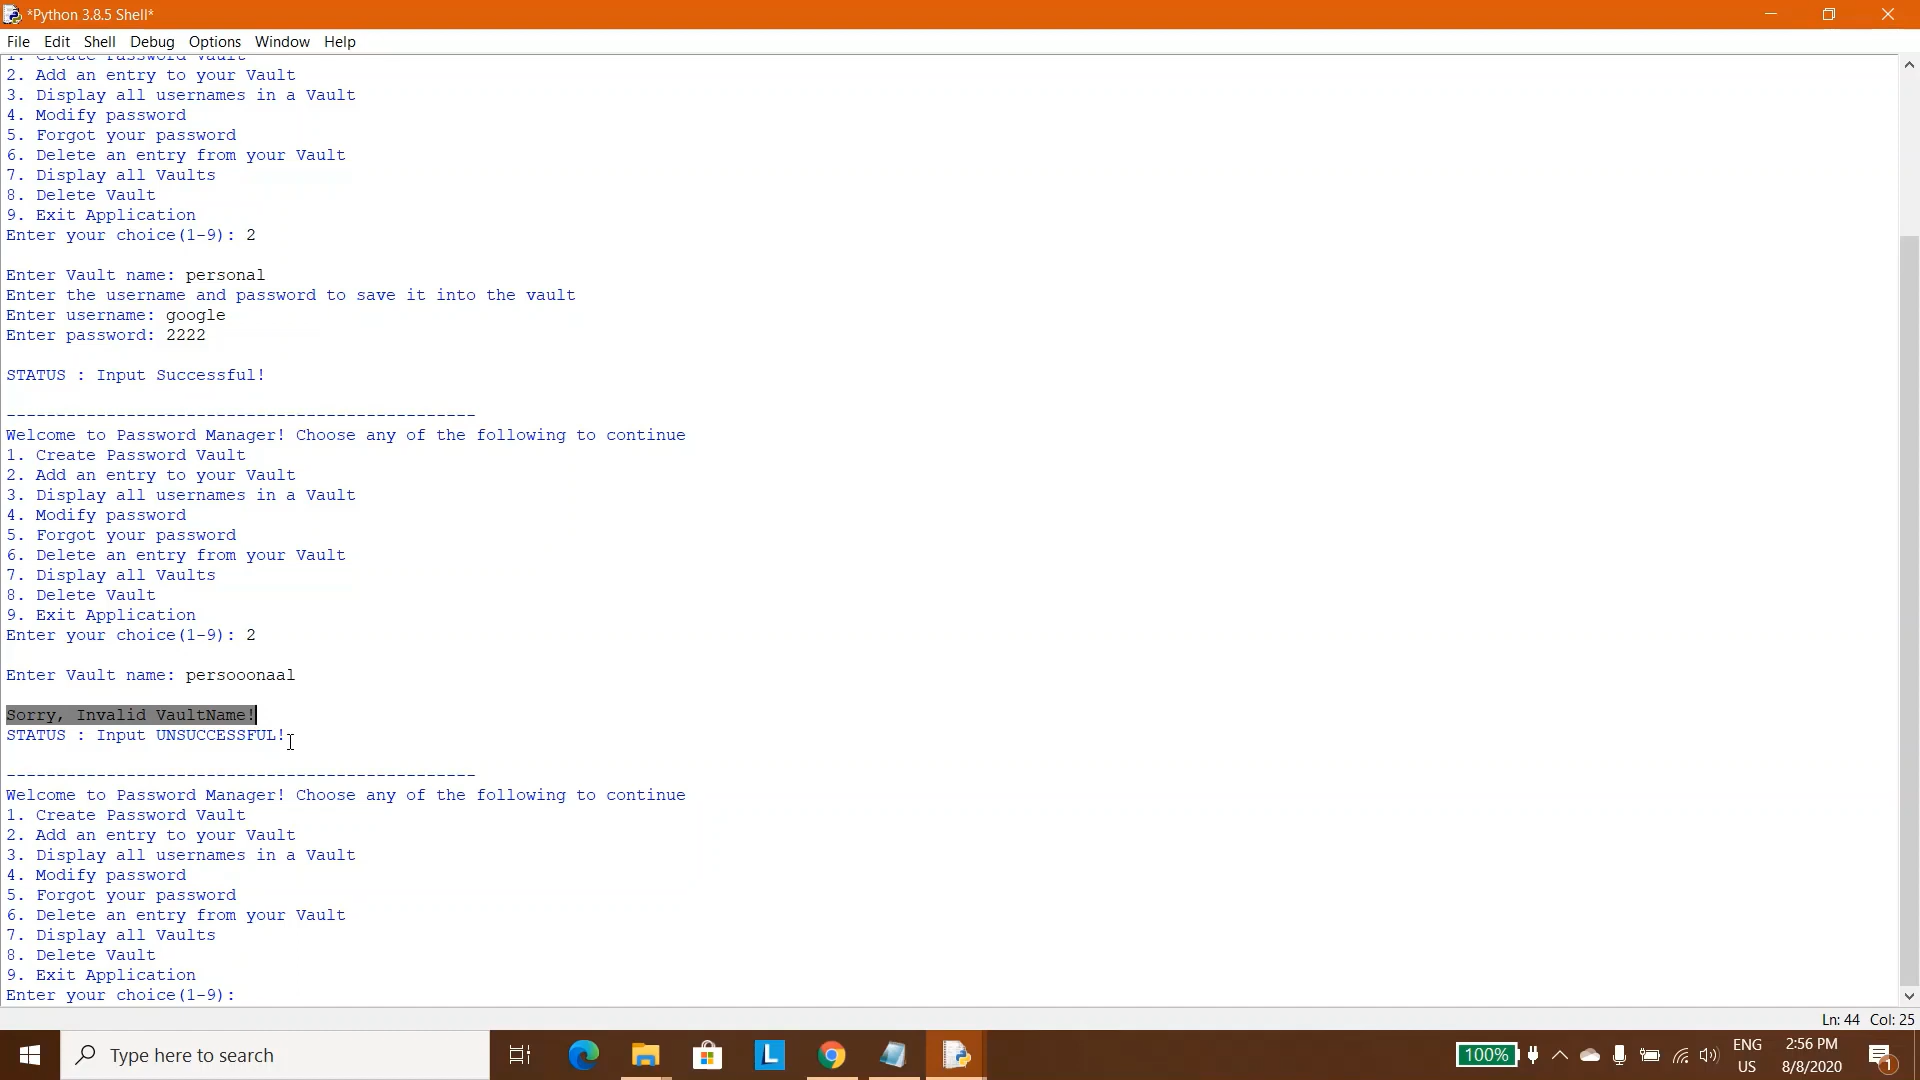 *Python 3.8.5 Shell*
File Edit Shell Debug Options Window Help
1. Create Password Vault
2. Add an entry to your Vault
3. Display all usernames in a Vault
4. Modify password
5. Forgot your password
6. Delete an entry from your Vault
7. Display all Vaults
8. Delete Vault
9. Exit Application
Enter your choice(1-9): 2
Enter Vault name: personal
Enter the username and password to save it into the vault
Enter username: google
Enter password: 2222
STATUS : Input Successful!
-----------------------------------------------
Welcome to Password Manager! Choose any of the following to continue
1. Create Password Vault
2. Add an entry to your Vault
3. Display all usernames in a Vault
4. Modify password
5. Forgot your password
6. Delete an entry from your Vault
7. Display all Vaults
8. Delete Vault
9. Exit Application
Enter your choice(1-9): 2
Enter Vault name: persooonaal
Sorry, Invalid VaultName!
STATUS : Input UNSUCCESSFUL!
-----------------------------------------------
Welcome to Password Manager! Choose any of the following to continue
1. Create Password Vault
2. Add an entry to your Vault
3. Display all usernames in a Vault
4. Modify password
5. Forgot your password
6. Delete an entry from your Vault
7. Display all Vaults
8. Delete Vault
9. Exit Application
Enter your choice(1-9):
Ln: 44 Col: 25
Type here to search
L
100%
ENG
US
2:56 PM
8/8/2020
1